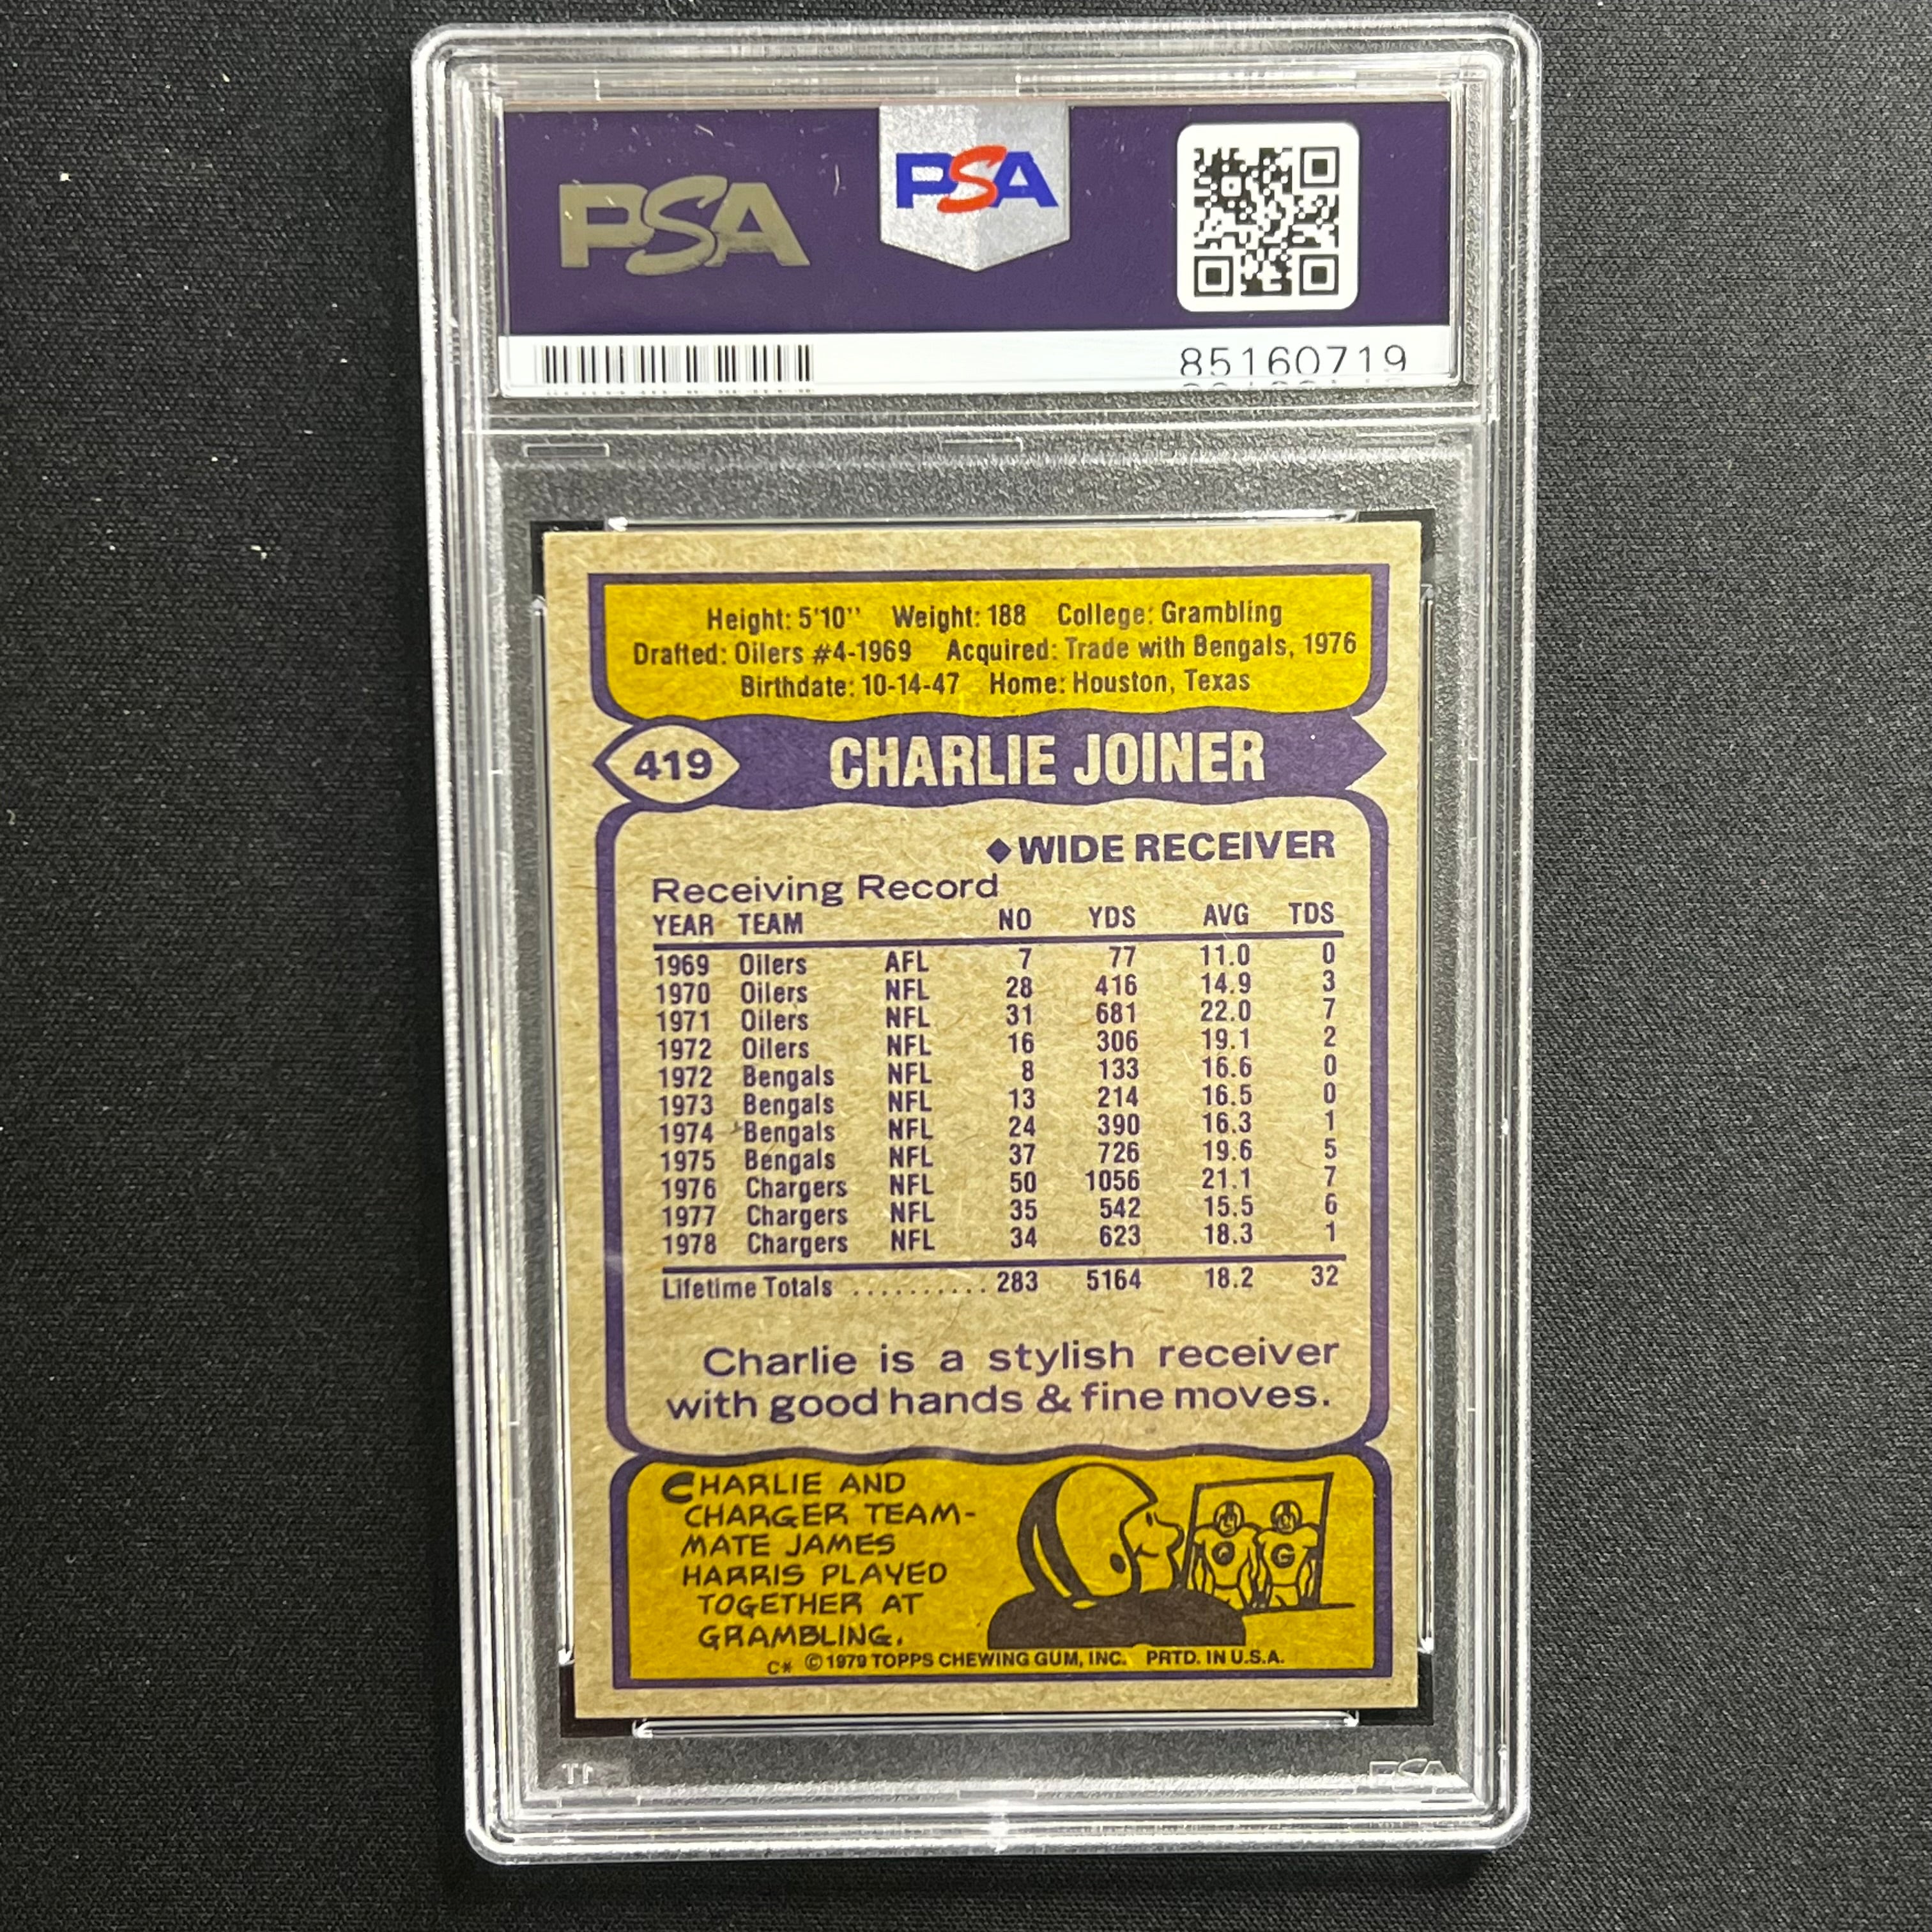 PSA
PSA
85160719
Height: 5'10" Weight: 188 College: Grambling
Drafted: Oilers #4-1969 Acquired: Trade with Bengals, 1976
Birthdate: 10-14-47 Home: Houston, Texas
419 CHARLIE JOINER
◆WIDE RECEIVER
Receiving Record
YEAR TEAM NO YDS AVG TDS
1969 Oilers AFL 7 77 11.0 0
1970 Oilers NFL 28 416 14.9 3
1971 Oilers NFL 31 681 22.0 7
1972 Oilers NFL 16 306 19.1 2
1972 Bengals NFL 8 133 16.6 0
1973 Bengals NFL 13 214 16.5 0
1974 Bengals NFL 24 390 16.3 1
1975 Bengals NFL 37 726 19.6 5
1976 Chargers NFL 50 1056 21.1 7
1977 Chargers NFL 35 542 15.5 6
1978 Chargers NFL 34 623 18.3 1
Lifetime Totals .......... 283 5164 18.2 32
Charlie is a stylish receiver
with good hands & fine moves.
CHARLIE AND
CHARGER TEAM-
MATE JAMES
HARRIS PLAYED
TOGETHER AT
GRAMBLING.
G
C* © 1979 TOPPS CHEWING GUM, INC. PRTD. IN U.S.A.
PSA